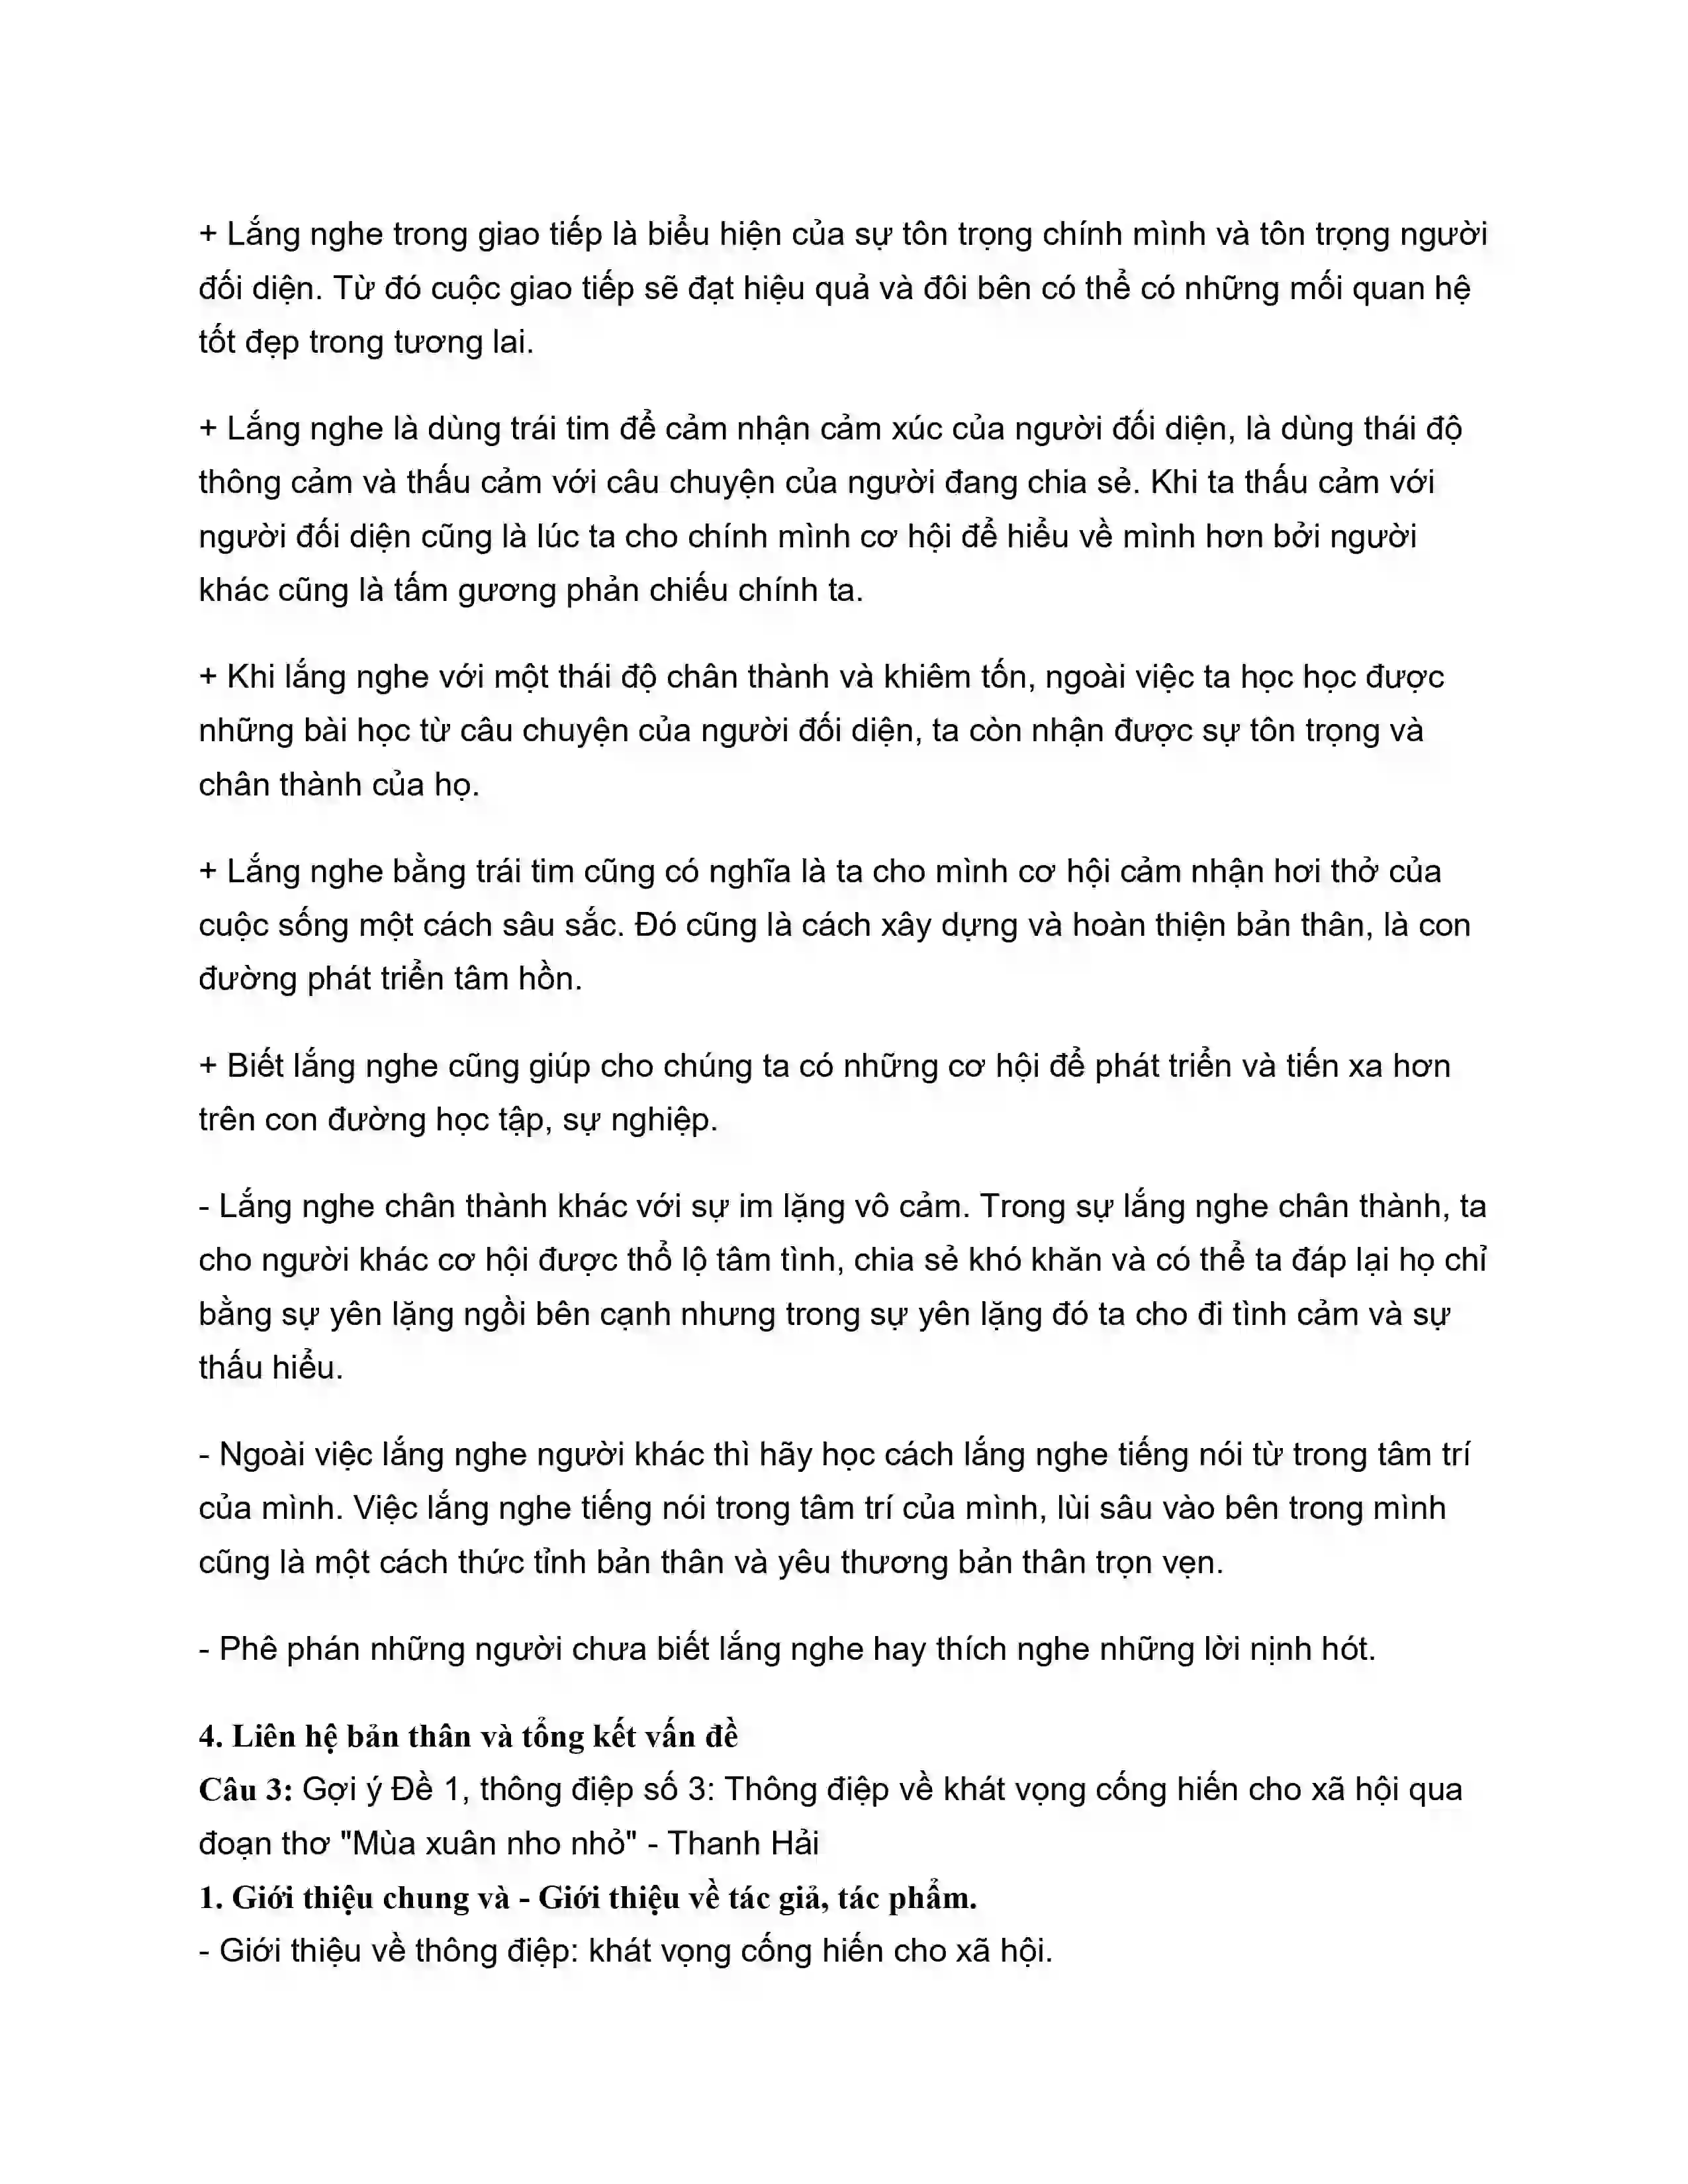 + Lắng nghe trong giao tiếp là biểu hiện của sự tôn trọng chính mình và tôn trọng người
đối diện. Từ đó cuộc giao tiếp sẽ đạt hiệu quả và đôi bên có thể có những mối quan hệ
tốt đẹp trong tương lai.
+ Lắng nghe là dùng trái tim để cảm nhận cảm xúc của người đối diện, là dùng thái độ
thông cảm và thấu cảm với câu chuyện của người đang chia sẻ. Khi ta thấu cảm với
người đối diện cũng là lúc ta cho chính mình cơ hội để hiểu về mình hơn bởi người
khác cũng là tấm gương phản chiếu chính ta.
+ Khi lắng nghe với một thái độ chân thành và khiêm tốn, ngoài việc ta học học được
những bài học từ câu chuyện của người đối diện, ta còn nhận được sự tôn trọng và
chân thành của họ.
+ Lắng nghe bằng trái tim cũng có nghĩa là ta cho mình cơ hội cảm nhận hơi thở của
cuộc sống một cách sâu sắc. Đó cũng là cách xây dựng và hoàn thiện bản thân, là con
đường phát triển tâm hồn.
+ Biết lắng nghe cũng giúp cho chúng ta có những cơ hội để phát triển và tiến xa hơn
trên con đường học tập, sự nghiệp.
- Lắng nghe chân thành khác với sự im lặng vô cảm. Trong sự lắng nghe chân thành, ta
cho người khác cơ hội được thổ lộ tâm tình, chia sẻ khó khăn và có thể ta đáp lại họ chỉ
bằng sự yên lặng ngồi bên cạnh nhưng trong sự yên lặng đó ta cho đi tình cảm và sự
thấu hiểu.
- Ngoài việc lắng nghe người khác thì hãy học cách lắng nghe tiếng nói từ trong tâm trí
của mình. Việc lắng nghe tiếng nói trong tâm trí của mình, lùi sâu vào bên trong mình
cũng là một cách thức tỉnh bản thân và yêu thương bản thân trọn vẹn.
- Phê phán những người chưa biết lắng nghe hay thích nghe những lời nịnh hót.
4. Liên hệ bản thân và tổng kết vấn đề
Câu 3: Gợi ý Đề 1, thông điệp số 3: Thông điệp về khát vọng cống hiến cho xã hội qua
đoạn thơ "Mùa xuân nho nhỏ" - Thanh Hải
1. Giới thiệu chung và - Giới thiệu về tác giả, tác phẩm.
- Giới thiệu về thông điệp: khát vọng cống hiến cho xã hội.